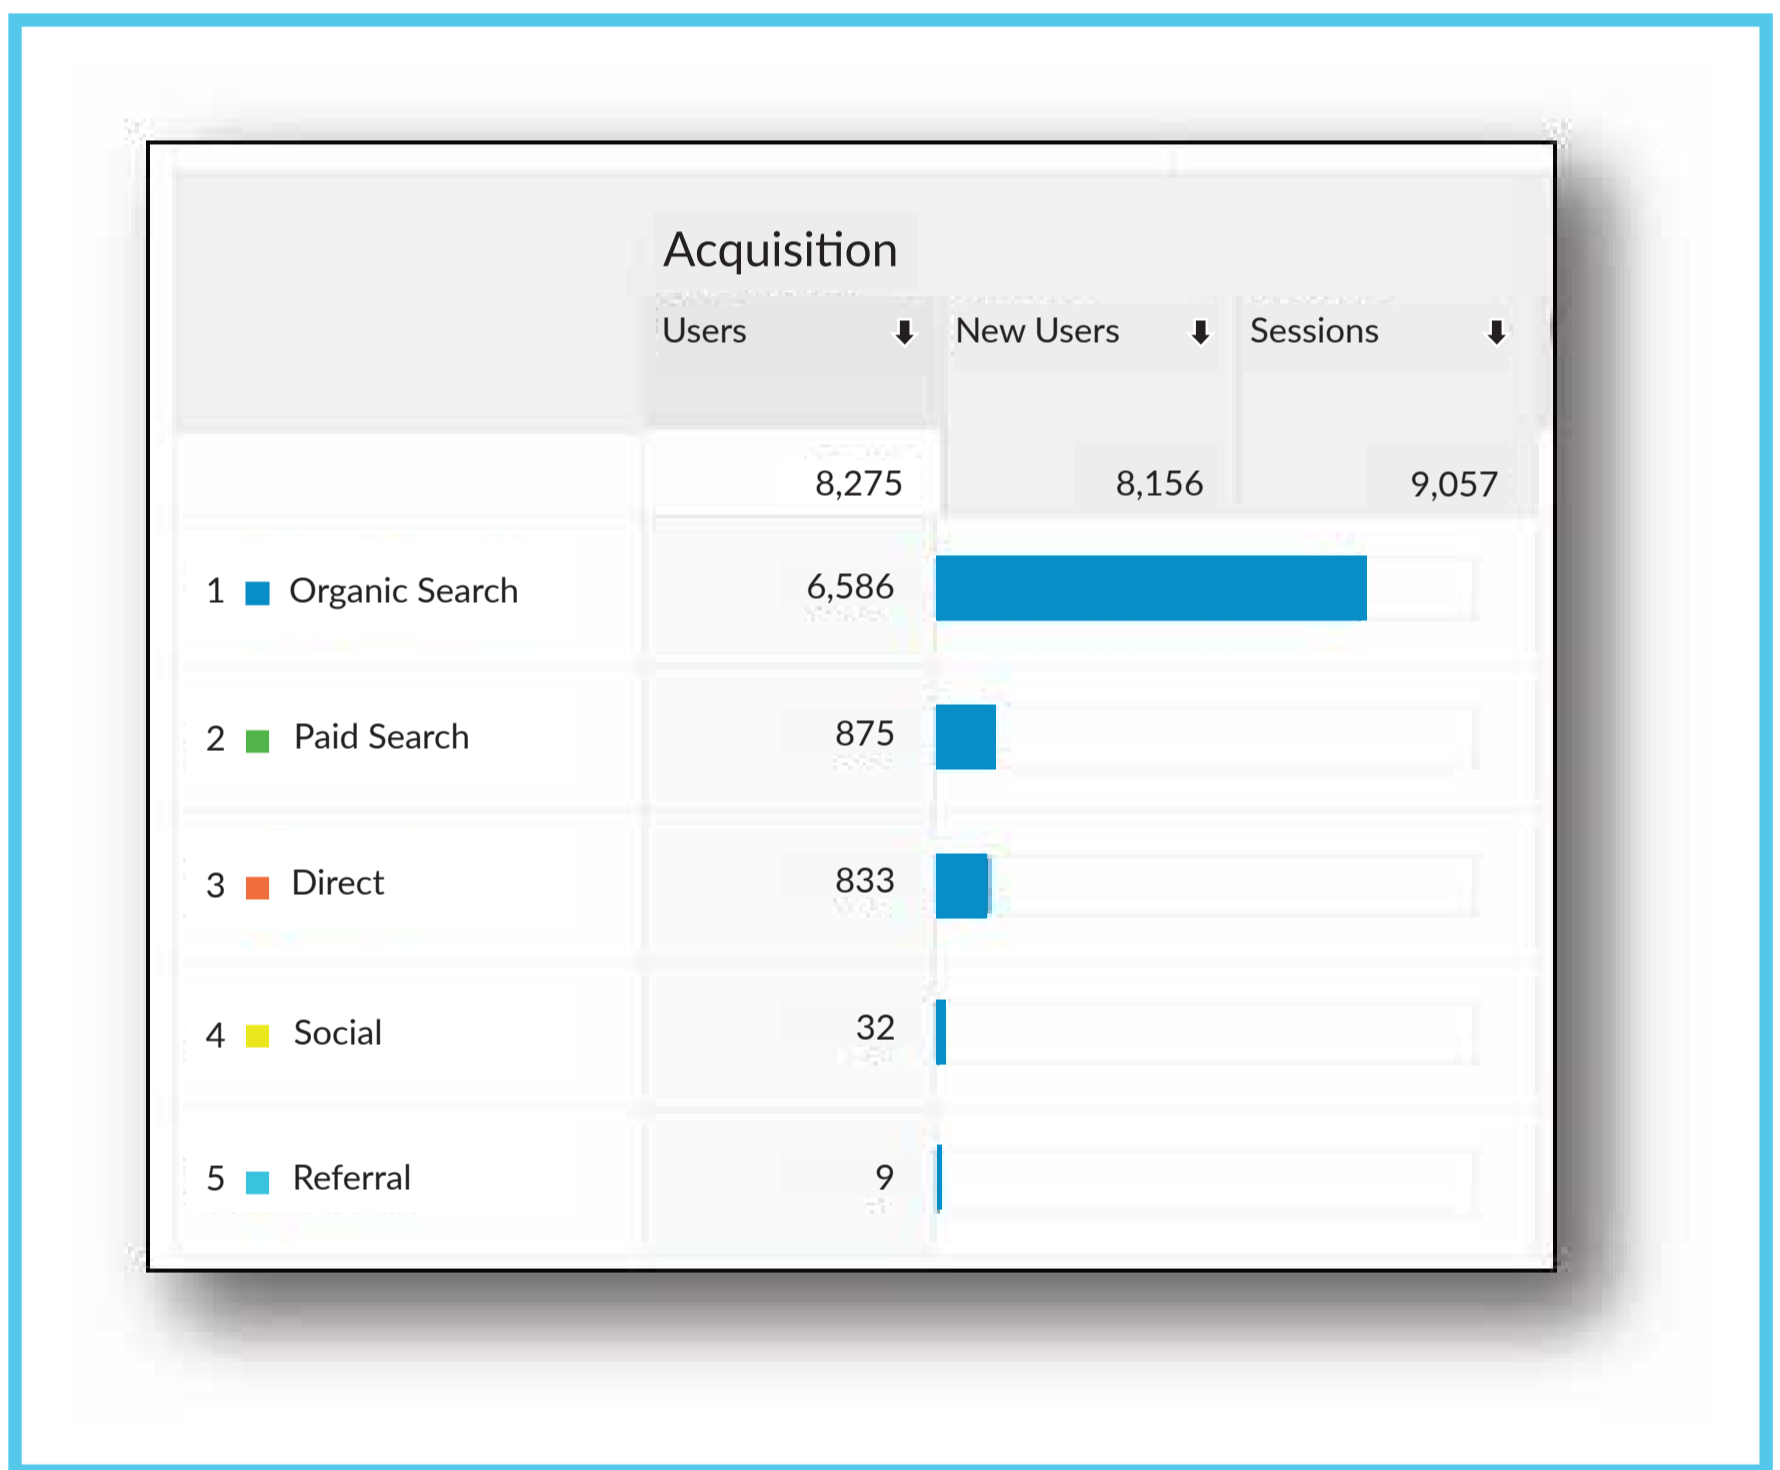 Acquisition
Users New Users Sessions
8,275 8,156 9,057
1 Organic Search 6,586
2 Paid Search 875
3 Direct 833
4 Social 32
5 Referral 9